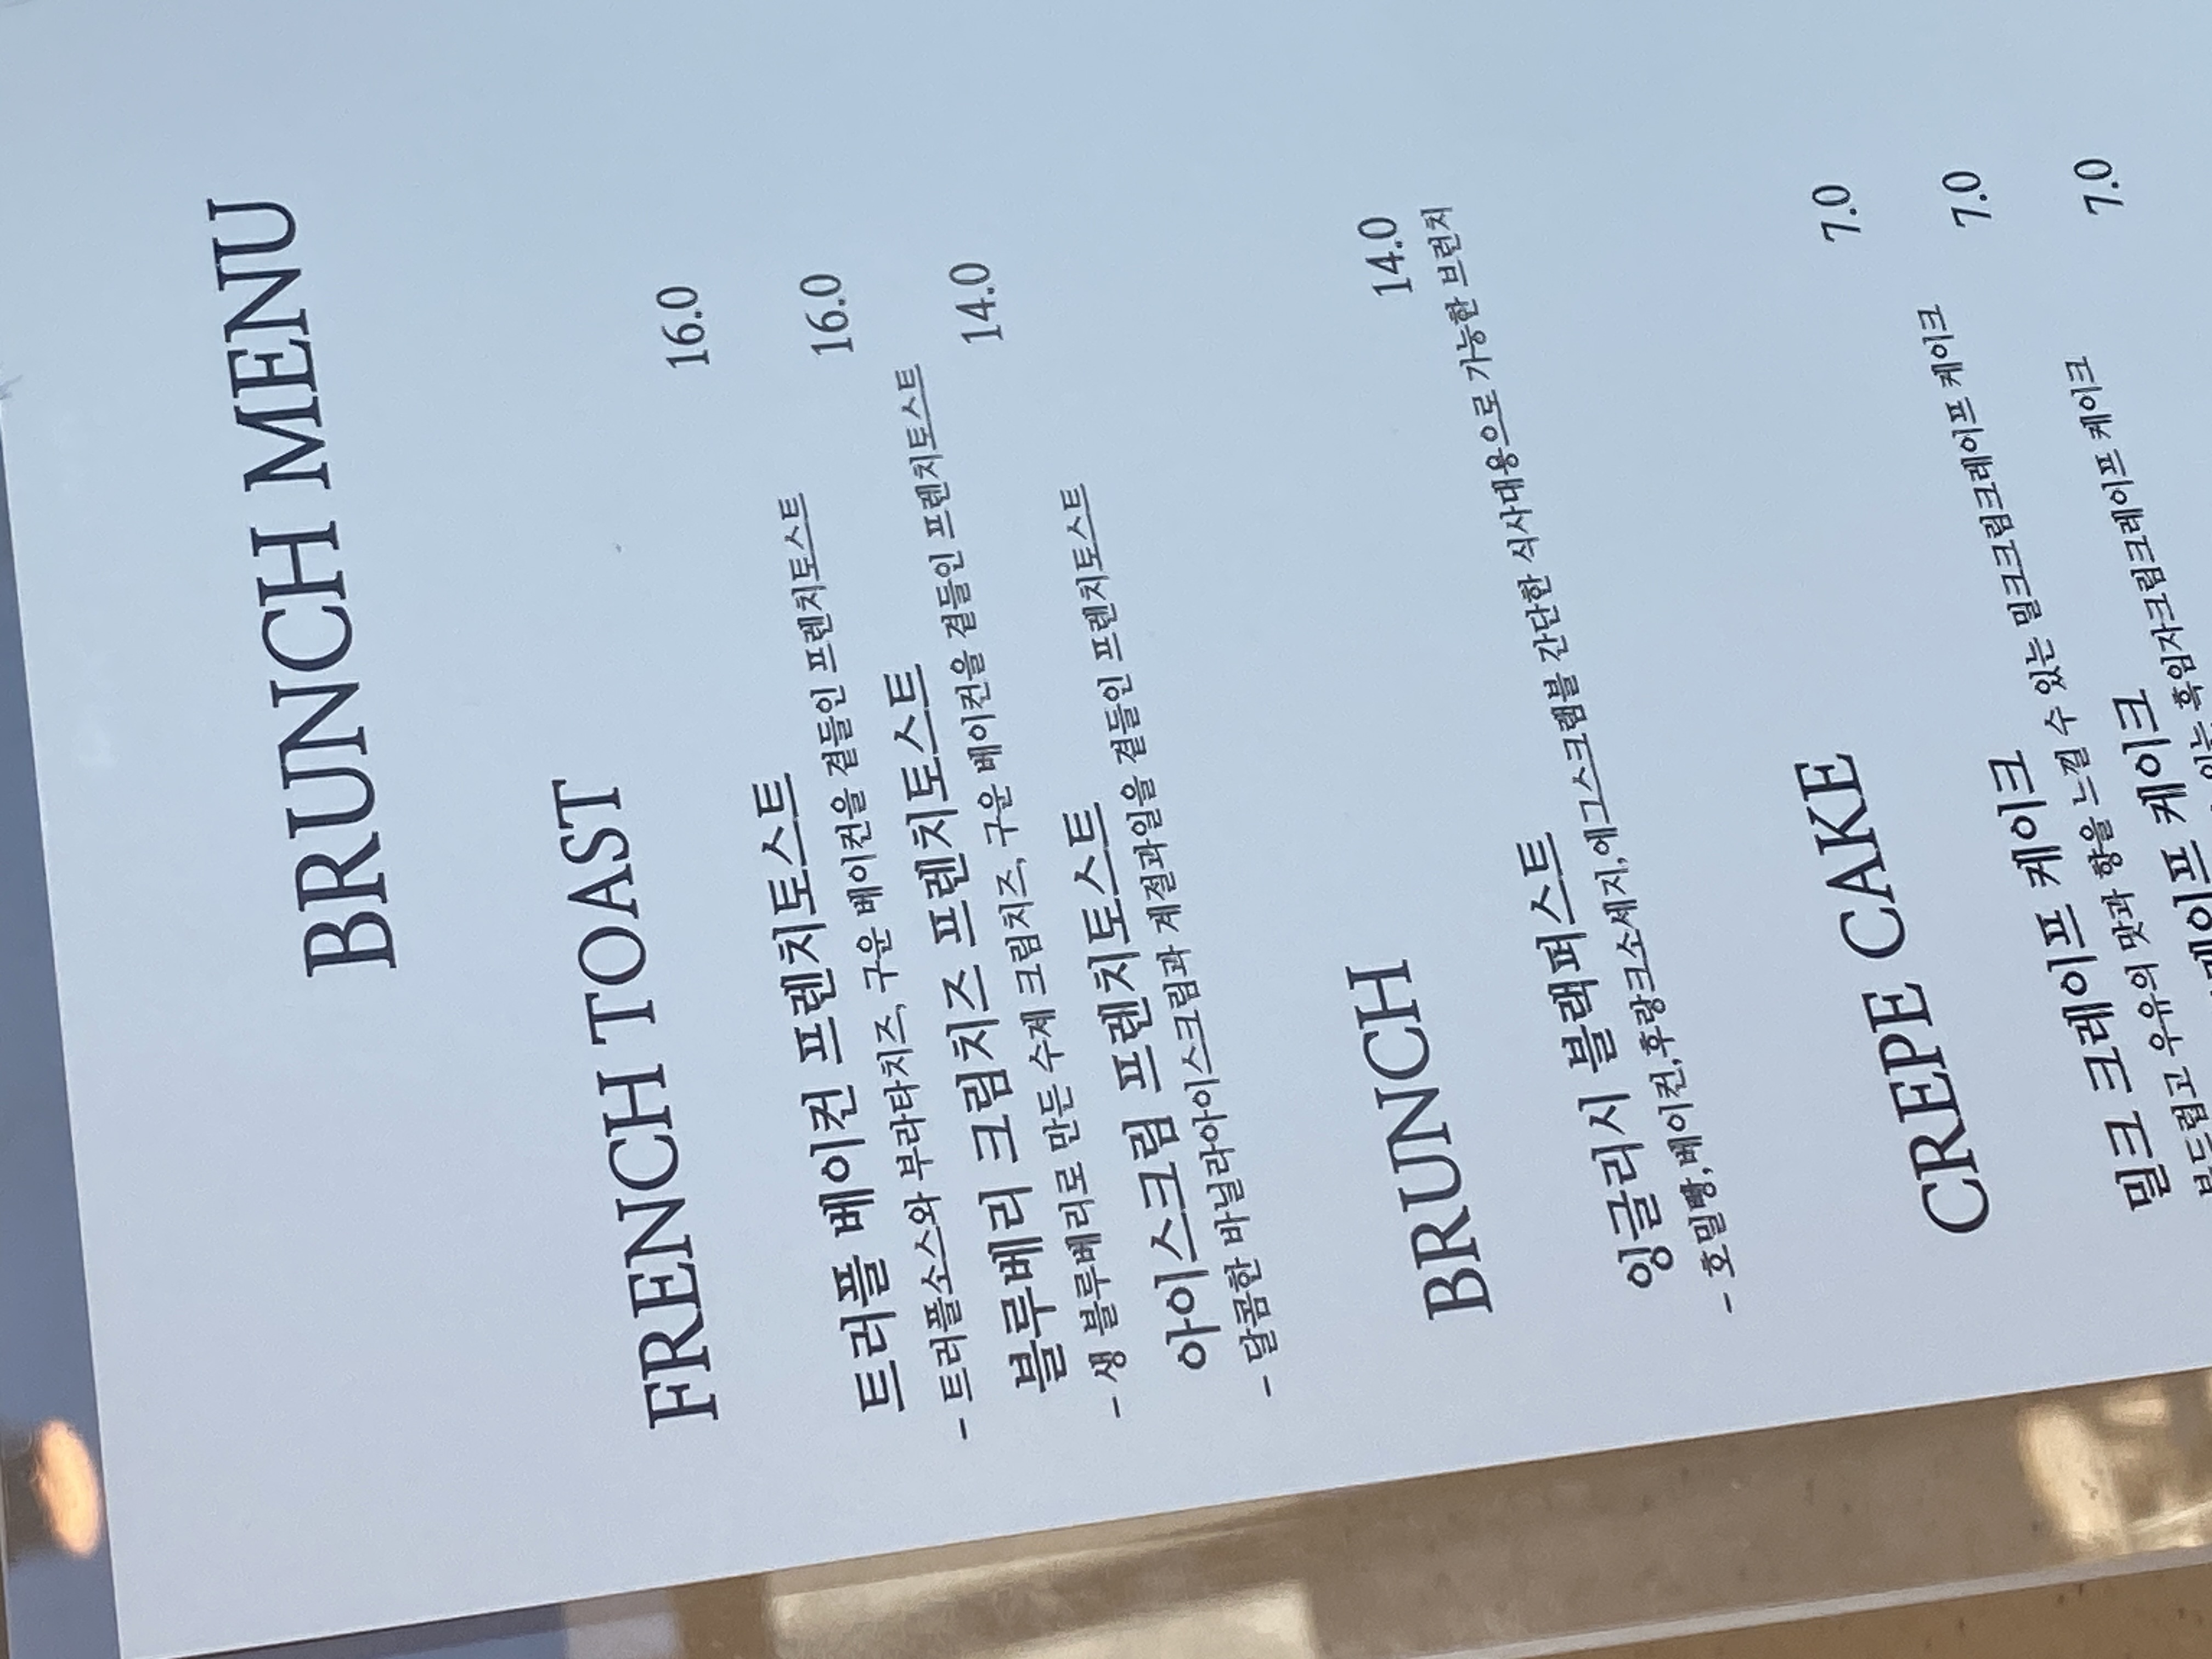 BRUNCH MENU
FRENCH TOAST
트러플 베이컨 프렌치토스트 16.0
- 트러플소스와 부라타치즈, 구운 베이컨을 곁들인 프렌치토스트
블루베리 크림치즈 프렌치토스트 16.0
- 생 블루베리로 만든 수제 크림치즈, 구운 베이컨을 곁들인 프렌치토스트
아이스크림 프렌치토스트 14.0
- 달콤한 바닐라아이스크림과 계절과일을 곁들인 프렌치토스트
BRUNCH
잉글리시 블랙퍼스트 14.0
- 호밀빵,베이컨,후랑크소세지,에그스크램블 간단한 식사대용으로 가능한 브런치
CREPE CAKE
밀크 크레이프 케이크 7.0
부드럽고 우유의 맛과 향을 느낄 수 있는 밀크크림크레이프 케이크
크레이프 케이크 7.0
있는 흑임자크림크레이프 케이크
7.0